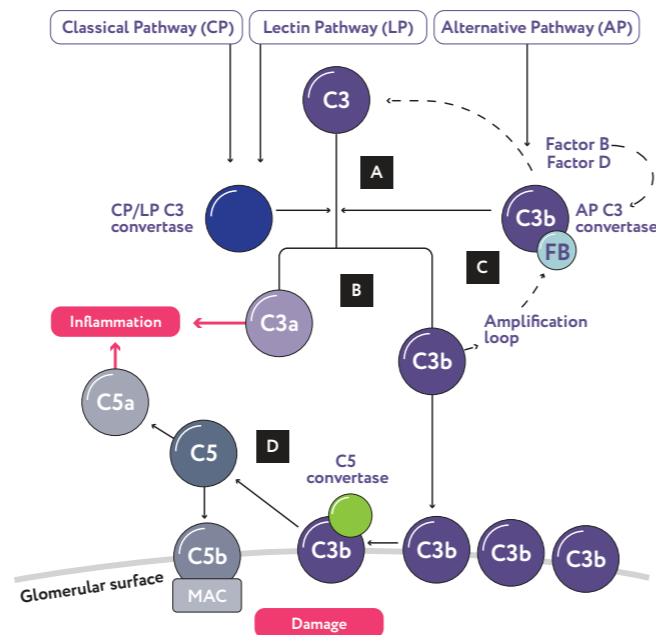 Classical Pathway (CP)
Lectin Pathway (LP)
Alternative Pathway (AP)
C3
Factor B
Factor D
A
CP/LP C3
convertase
C3b
AP C3
convertase
FB
C
B
Inflammation
C3a
Amplification
loop
C3b
C5a
C5
D
C5
convertase
C5b
C3b
C3b
C3b
C3b
Glomerular surface
MAC
Damage